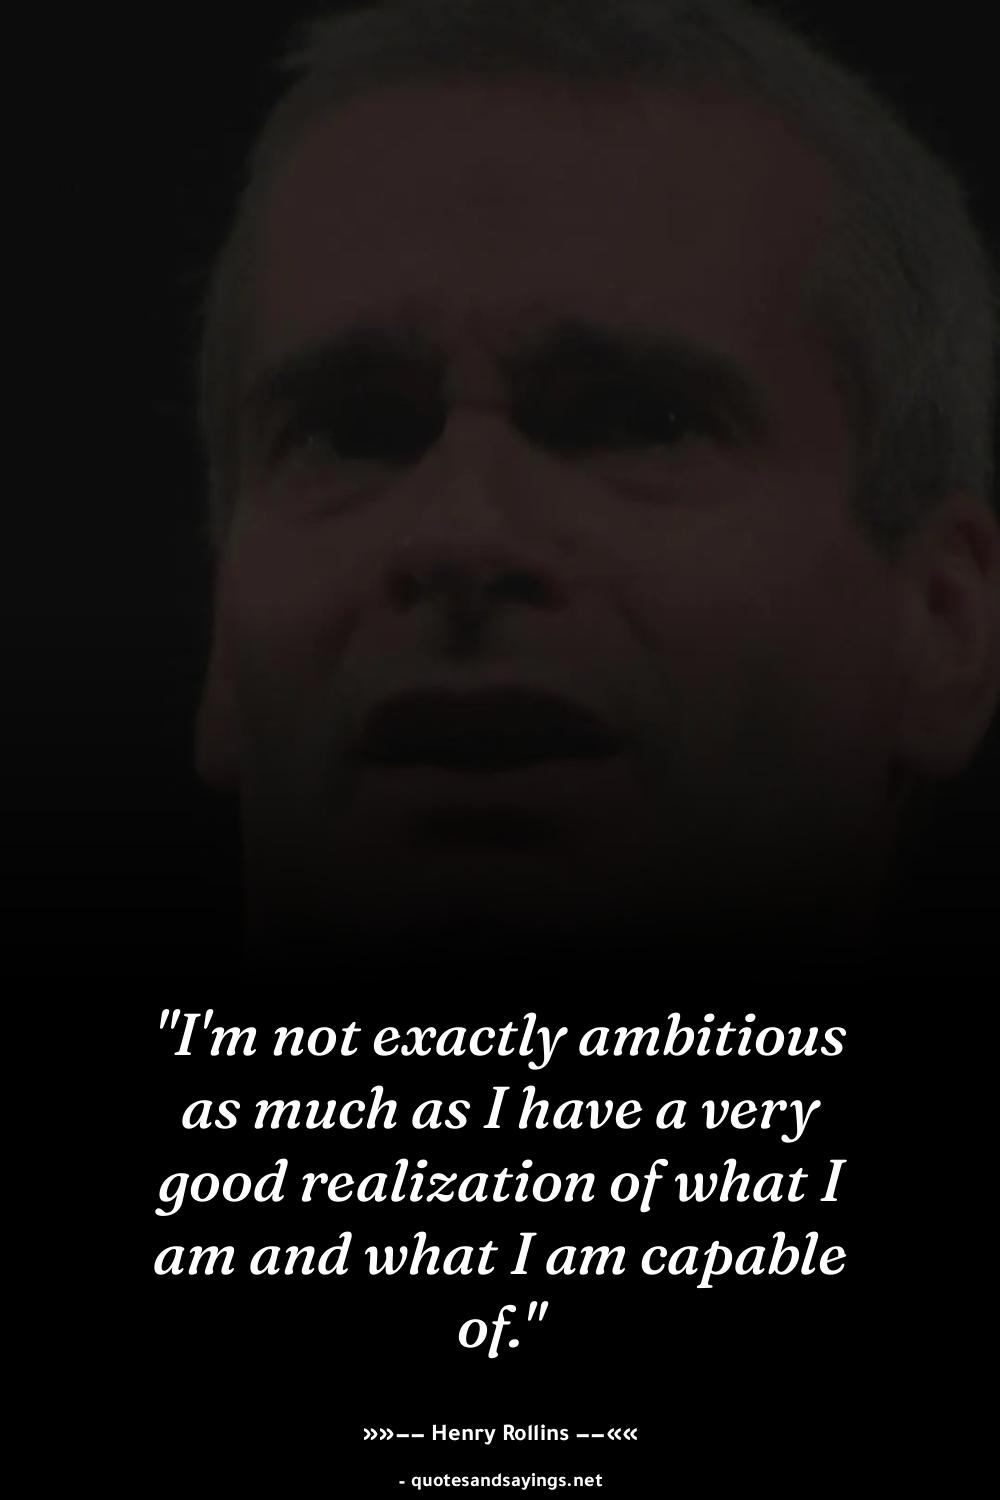 "I'm not exactly ambitious
as much as I have a very
good realization of what I
am and what I am capable
of."
»»–– Henry Rollins ––««
- quotesandsayings.net